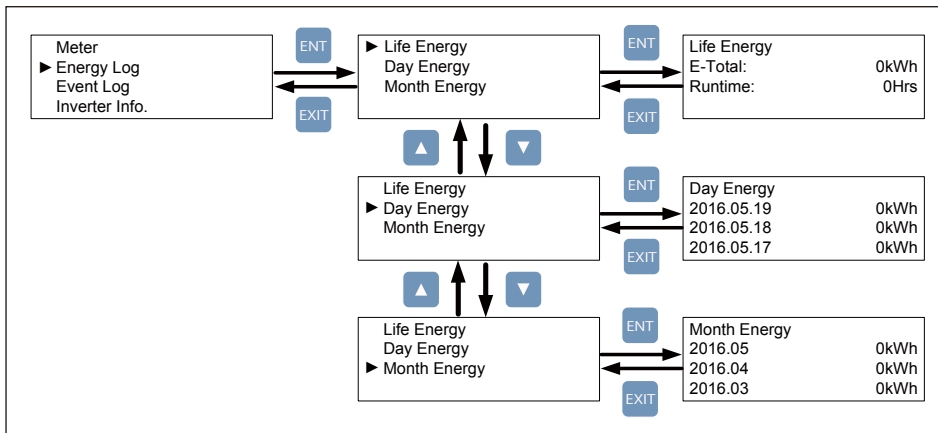 Meter
► Energy Log
Event Log
Inverter Info.
ENT
EXIT
► Life Energy
Day Energy
Month Energy
ENT
EXIT
Life Energy
E-Total: 0kWh
Runtime: 0Hrs
▲ ▼
Life Energy
► Day Energy
Month Energy
ENT
EXIT
Day Energy
2016.05.19 0kWh
2016.05.18 0kWh
2016.05.17 0kWh
▲ ▼
Life Energy
Day Energy
► Month Energy
ENT
EXIT
Month Energy
2016.05 0kWh
2016.04 0kWh
2016.03 0kWh